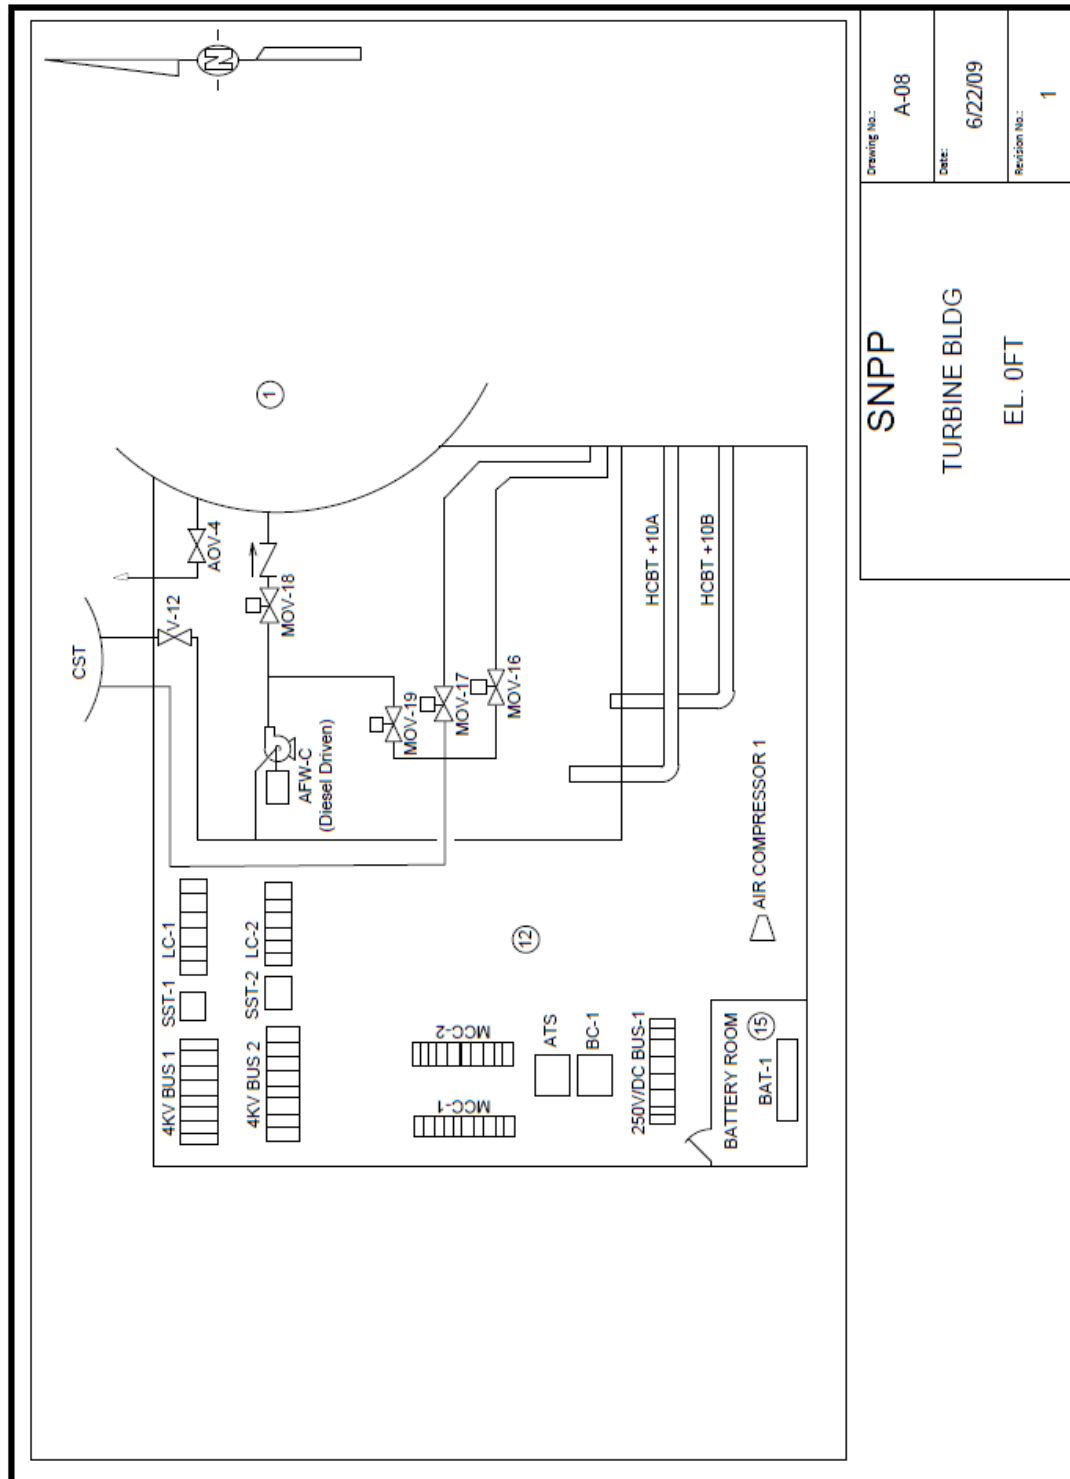 N
CST
V-12
AOV-4
MOV-18
1
AFW-C
(Diesel Driven)
MOV-19
MOV-17
MOV-16
HCBT +10A
HCBT +10B
AIR COMPRESSOR 1
SST-1
LC-1
SST-2
LC-2
4KV BUS 1
4KV BUS 2
12
MCC-2
MCC-1
ATS
BC-1
250V/DC BUS-1
BATTERY ROOM
15
BAT-1
SNPP
TURBINE BLDG
EL. 0FT
Drawing No.:
A-08
Date:
6/22/09
Revision No.:
1